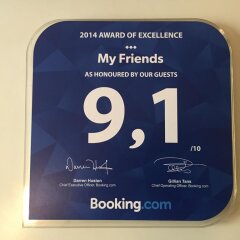 2014 AWARD OF EXCELLENCE
My Friends
AS HONOURED BY OUR GUESTS
9,1
/10
Darren Huston Gillian Tans
Chief Executive Officer, Booking.com Chief Operating Officer, Booking.com
Booking.com